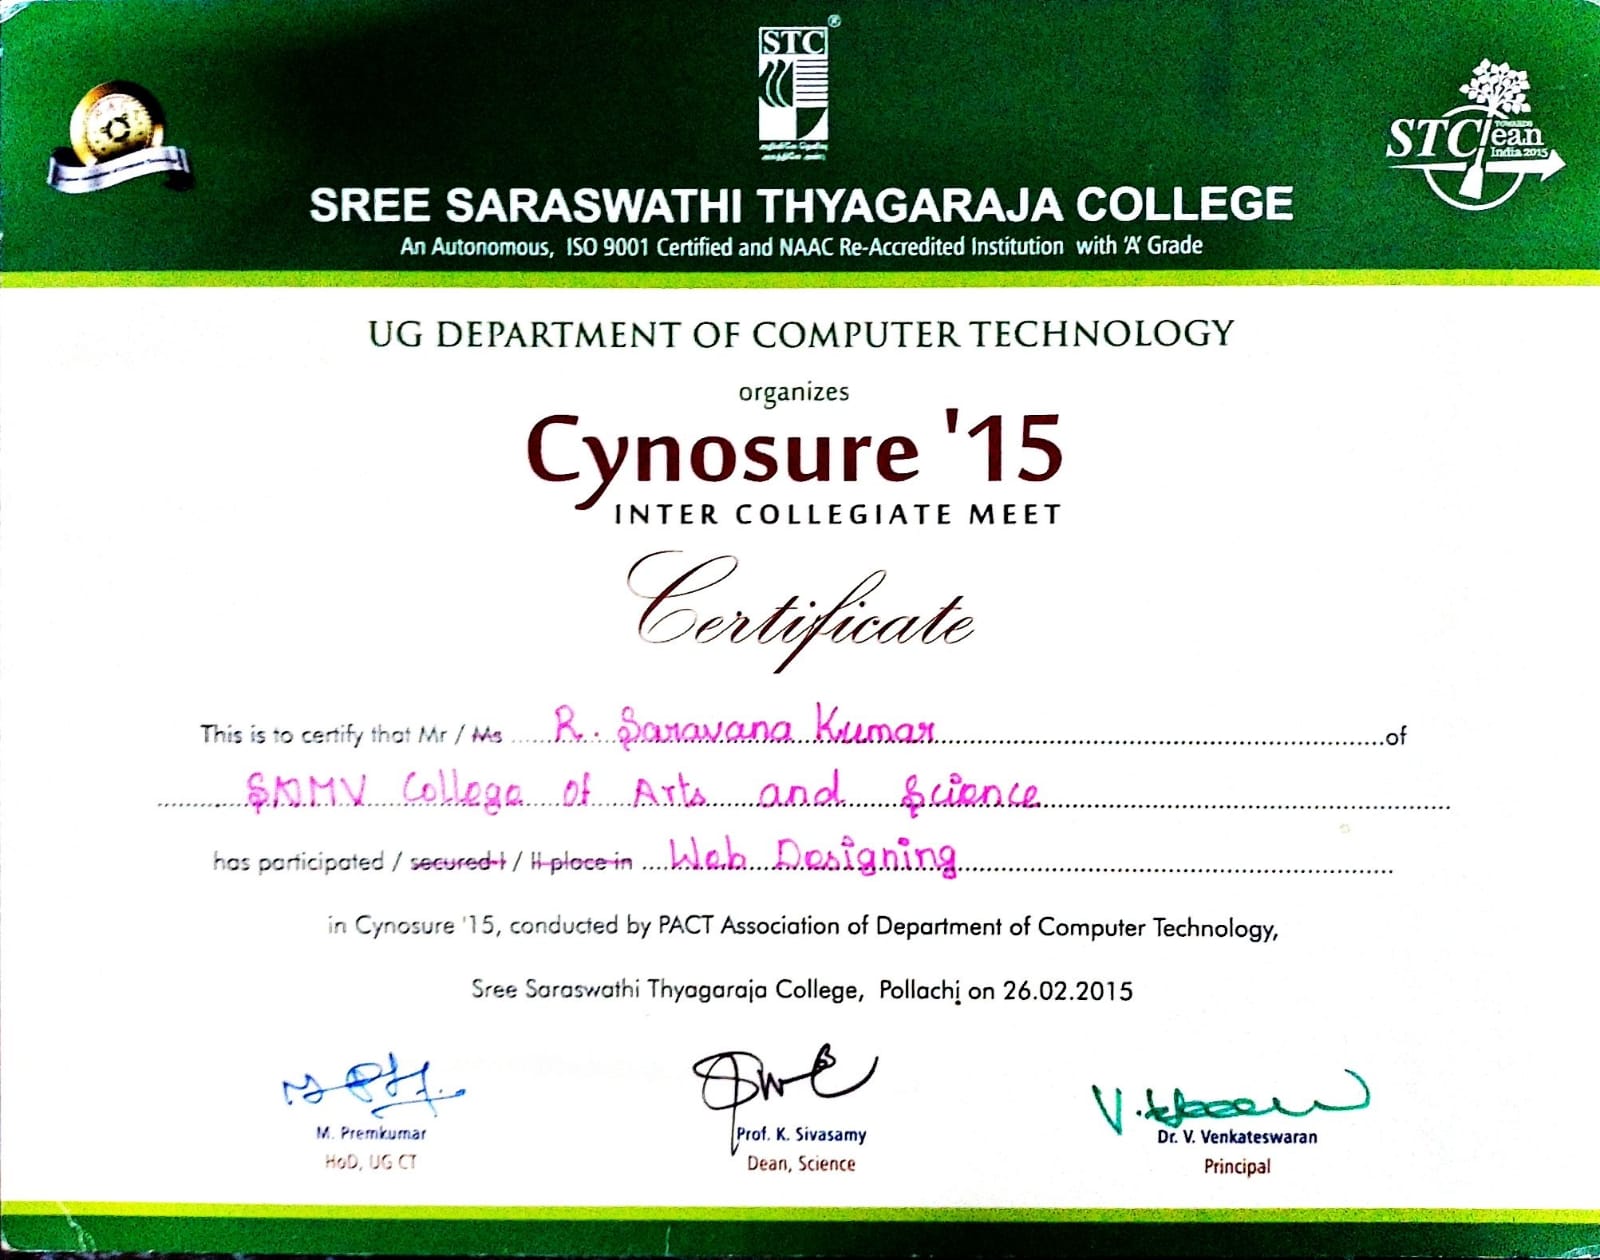 STC®
STClean
TOWARDS
India 2015
SREE SARASWATHI THYAGARAJA COLLEGE
An Autonomous, ISO 9001 Certified and NAAC Re-Accredited Institution with 'A' Grade
UG DEPARTMENT OF COMPUTER TECHNOLOGY
organizes
Cynosure '15
INTER COLLEGIATE MEET
Certificate
This is to certify that Mr / Ms ..... R. Saravana Kumar ..... of
..... SNMV College of Arts and Science .....
has participated / secured I / II place in .... Web Designing .....
in Cynosure '15, conducted by PACT Association of Department of Computer Technology,
Sree Saraswathi Thyagaraja College, Pollachi on 26.02.2015
M. Premkumar
HoD, UG CT
Prof. K. Sivasamy
Dean, Science
Dr. V. Venkateswaran
Principal